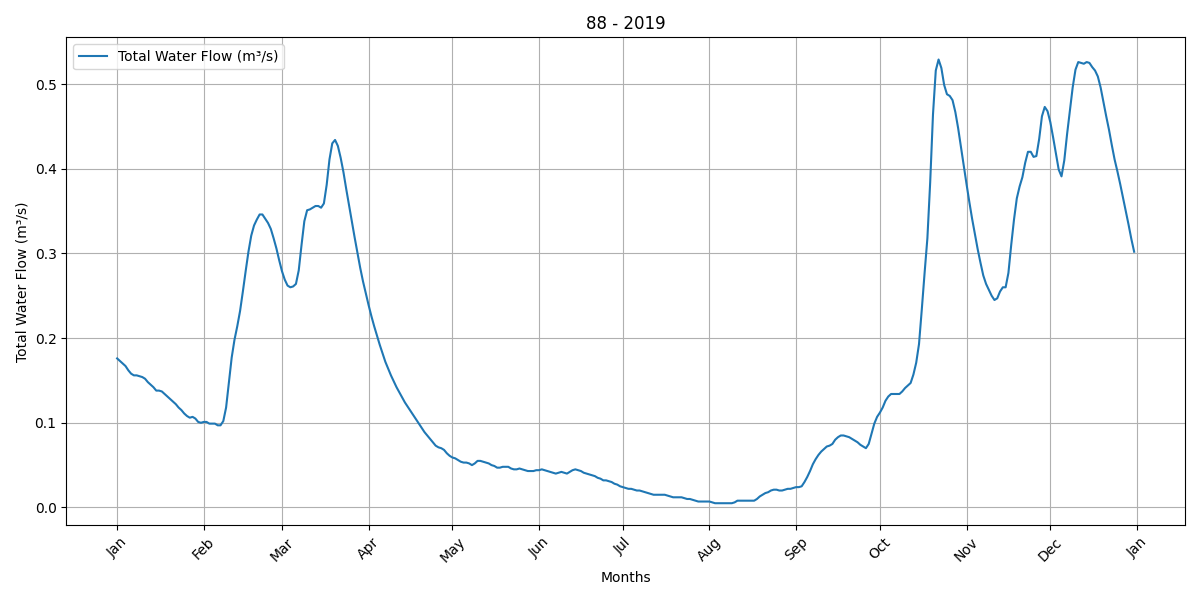 88 - 2019
Total Water Flow (m³/s)
Total Water Flow (m³/s)
0.5
0.4
0.3
0.2
0.1
0.0
Jan Feb Mar Apr May Jun Jul Aug Sep Oct Nov Dec Jan
Months